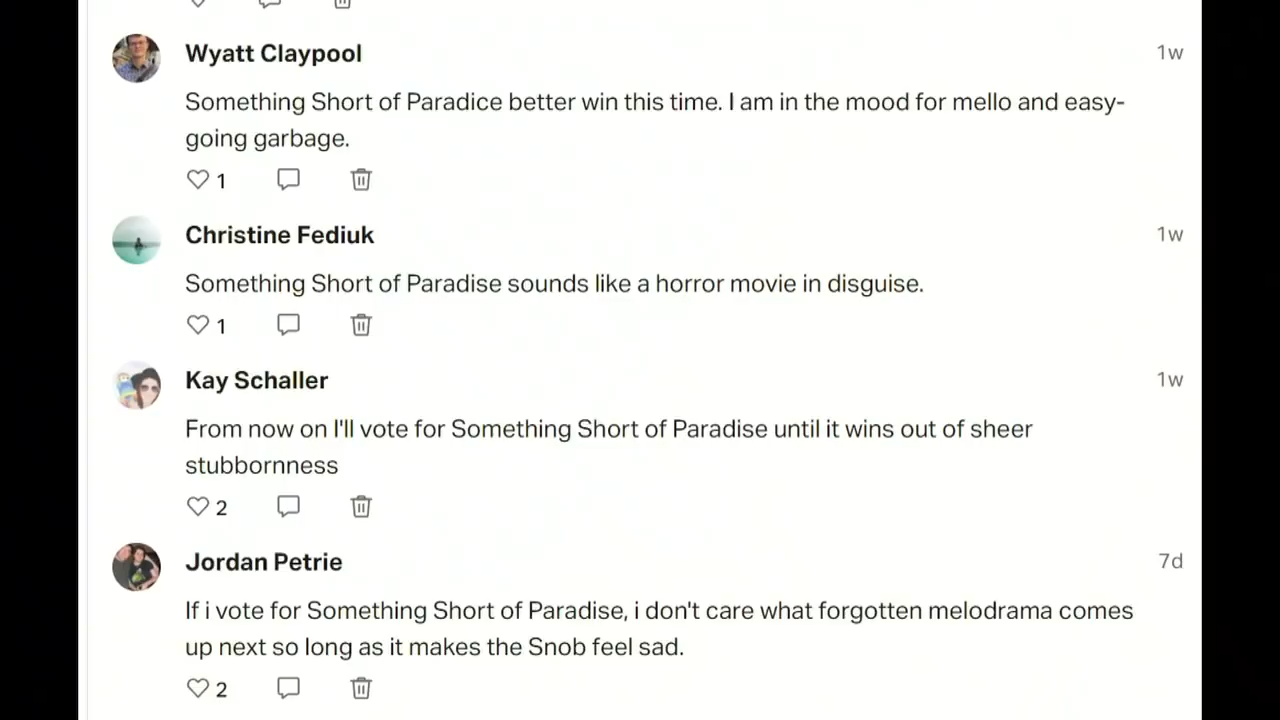 Wyatt Claypool
1w
Something Short of Paradice better win this time. I am in the mood for mello and easy-
going garbage.
1
Christine Fediuk
1w
Something Short of Paradise sounds like a horror movie in disguise.
1
Kay Schaller
1w
From now on I'll vote for Something Short of Paradise until it wins out of sheer
stubbornness
2
Jordan Petrie
7d
If i vote for Something Short of Paradise, i don't care what forgotten melodrama comes
up next so long as it makes the Snob feel sad.
2